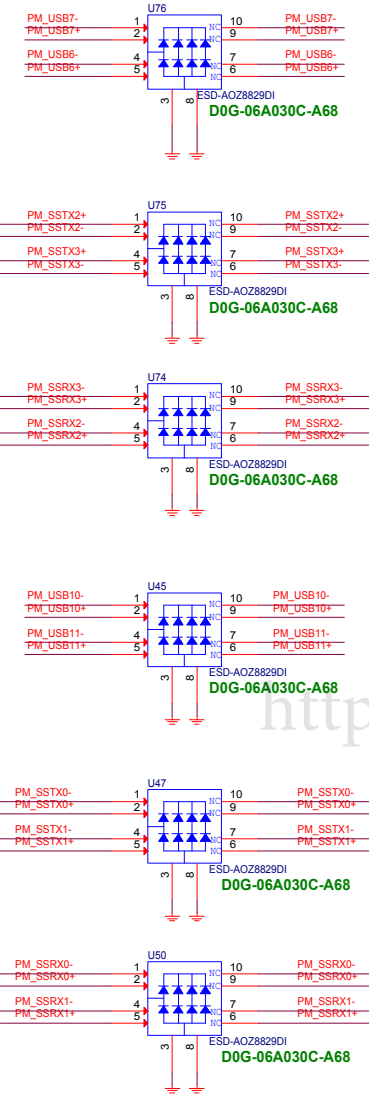 U76
PM_USB7- 1 10 PM_USB7-
PM_USB7+ 2 NC 9 PM_USB7+
PM_USB6- 4 7 PM_USB6-
PM_USB6+ 5 NC NC 6 PM_USB6+
3 8 ESD-AOZ8829DI
D0G-06A030C-A68
U75
PM_SSTX2+ 1 10 PM_SSTX2+
PM_SSTX2- 2 NC 9 PM_SSTX2-
PM_SSTX3+ 4 7 PM_SSTX3+
PM_SSTX3- 5 NC NC 6 PM_SSTX3-
3 8 ESD-AOZ8829DI
D0G-06A030C-A68
U74
PM_SSRX3- 1 10 PM_SSRX3-
PM_SSRX3+ 2 NC 9 PM_SSRX3+
PM_SSRX2- 4 7 PM_SSRX2-
PM_SSRX2+ 5 NC NC 6 PM_SSRX2+
3 8 ESD-AOZ8829DI
D0G-06A030C-A68
U45
PM_USB10- 1 10 PM_USB10-
PM_USB10+ 2 NC 9 PM_USB10+
PM_USB11- 4 7 PM_USB11-
PM_USB11+ 5 NC NC 6 PM_USB11+
3 8 ESD-AOZ8829DI
D0G-06A030C-A68
http
U47
PM_SSTX0- 1 10 PM_SSTX0-
PM_SSTX0+ 2 NC 9 PM_SSTX0+
PM_SSTX1- 4 7 PM_SSTX1-
PM_SSTX1+ 5 NC NC 6 PM_SSTX1+
3 8 ESD-AOZ8829DI
D0G-06A030C-A68
U50
PM_SSRX0- 1 10 PM_SSRX0-
PM_SSRX0+ 2 NC 9 PM_SSRX0+
PM_SSRX1- 4 7 PM_SSRX1-
PM_SSRX1+ 5 NC NC 6 PM_SSRX1+
3 8 ESD-AOZ8829DI
D0G-06A030C-A68